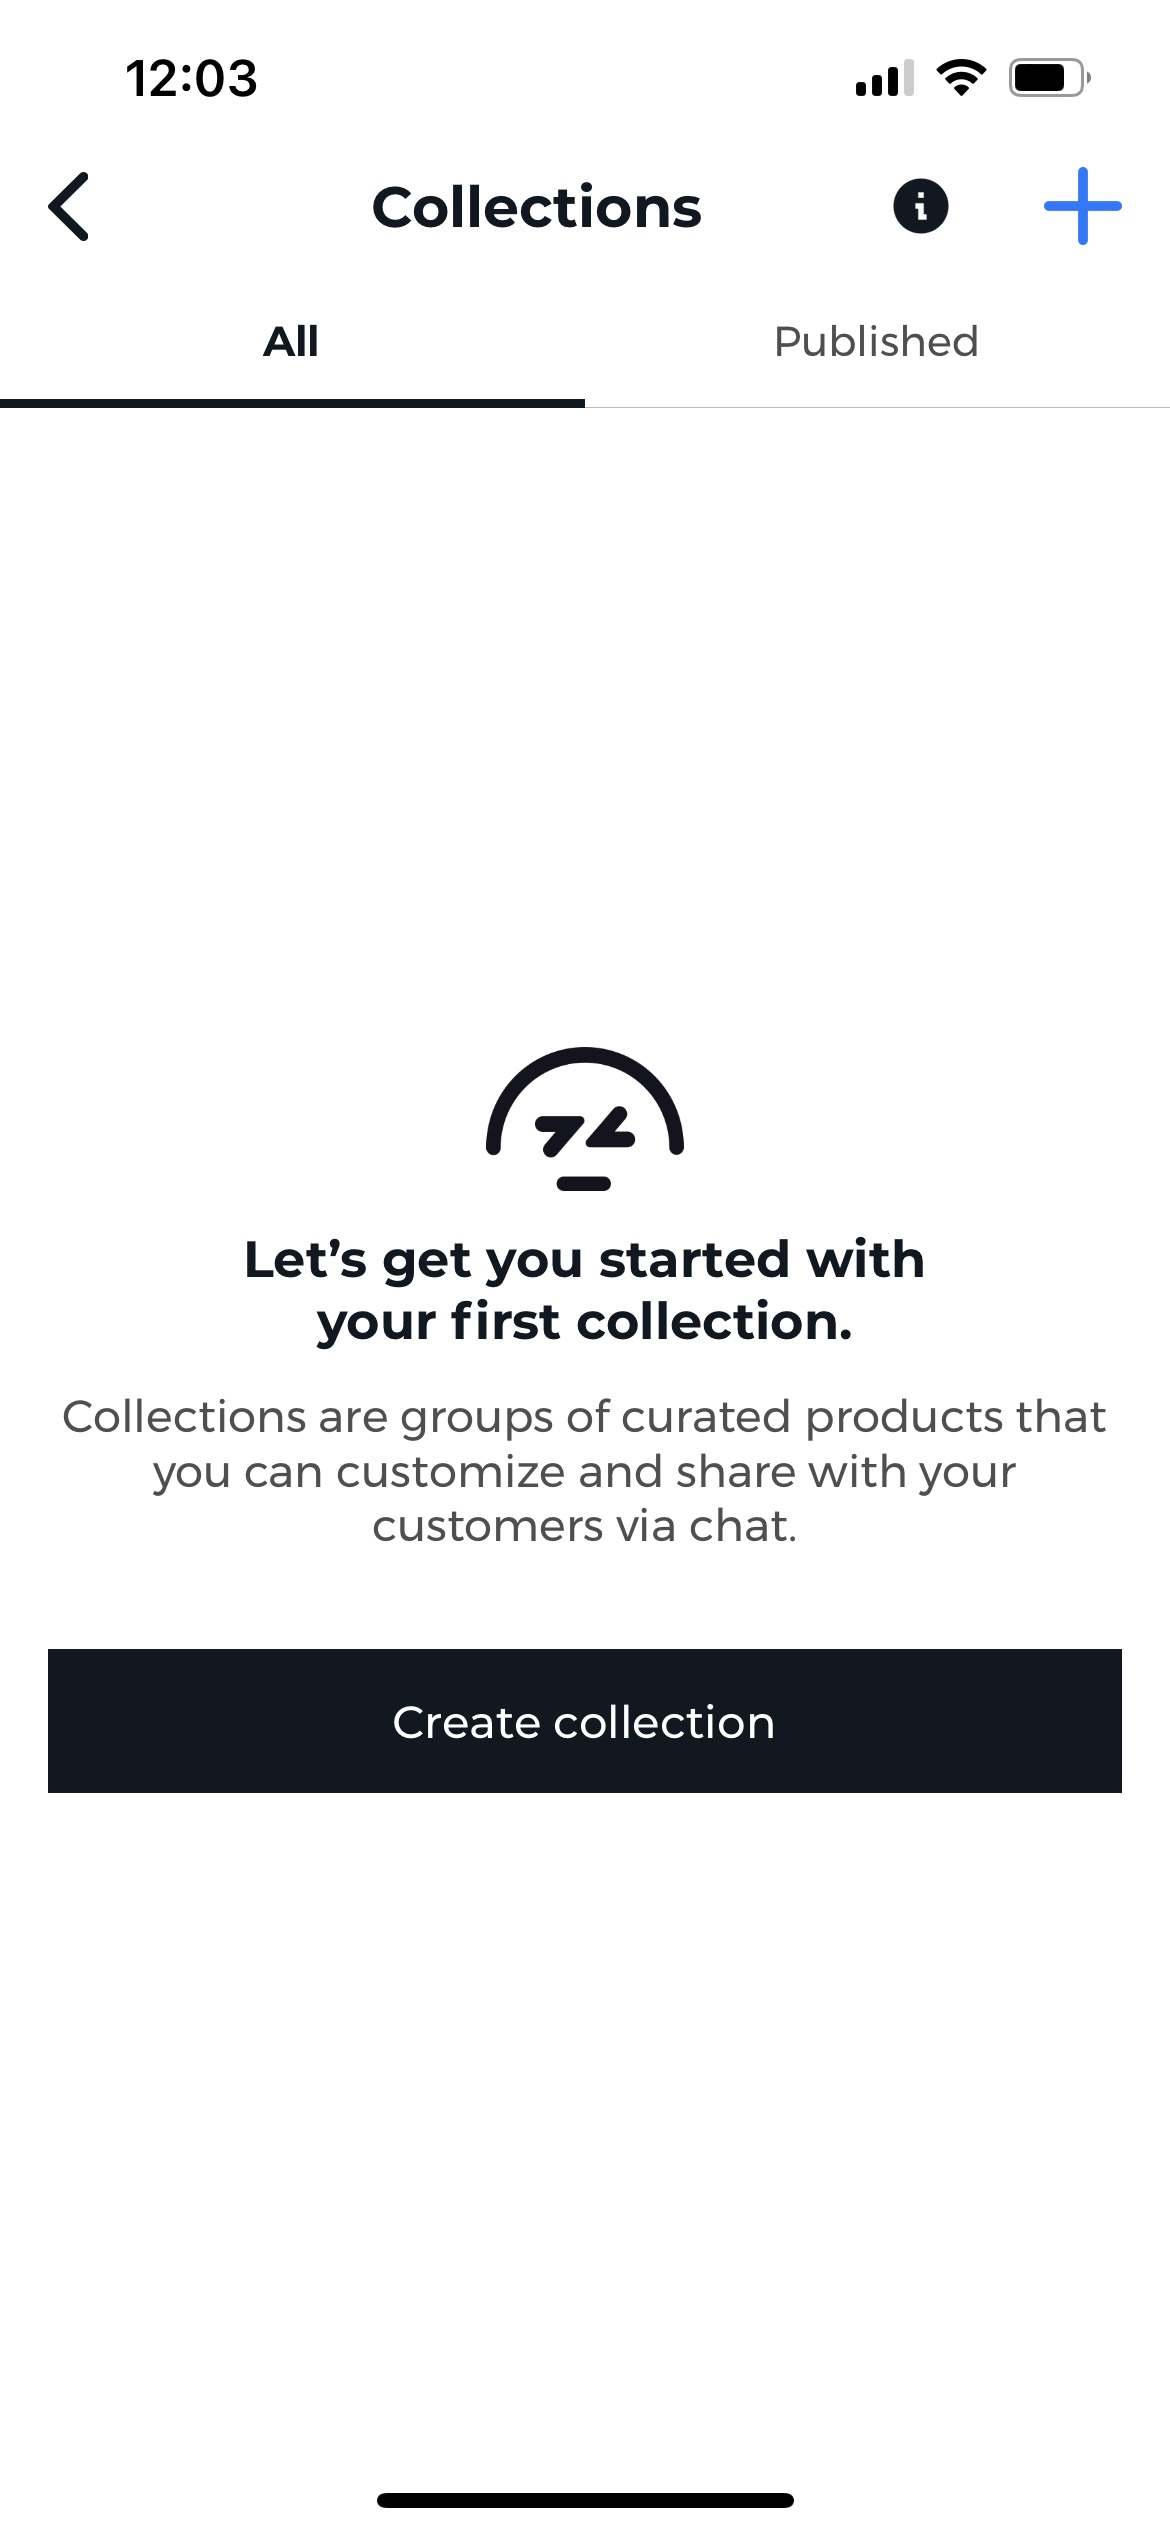 12:03
Collections
All
Published
Let’s get you started with
your first collection.
Collections are groups of curated products that
you can customize and share with your
customers via chat.
Create collection